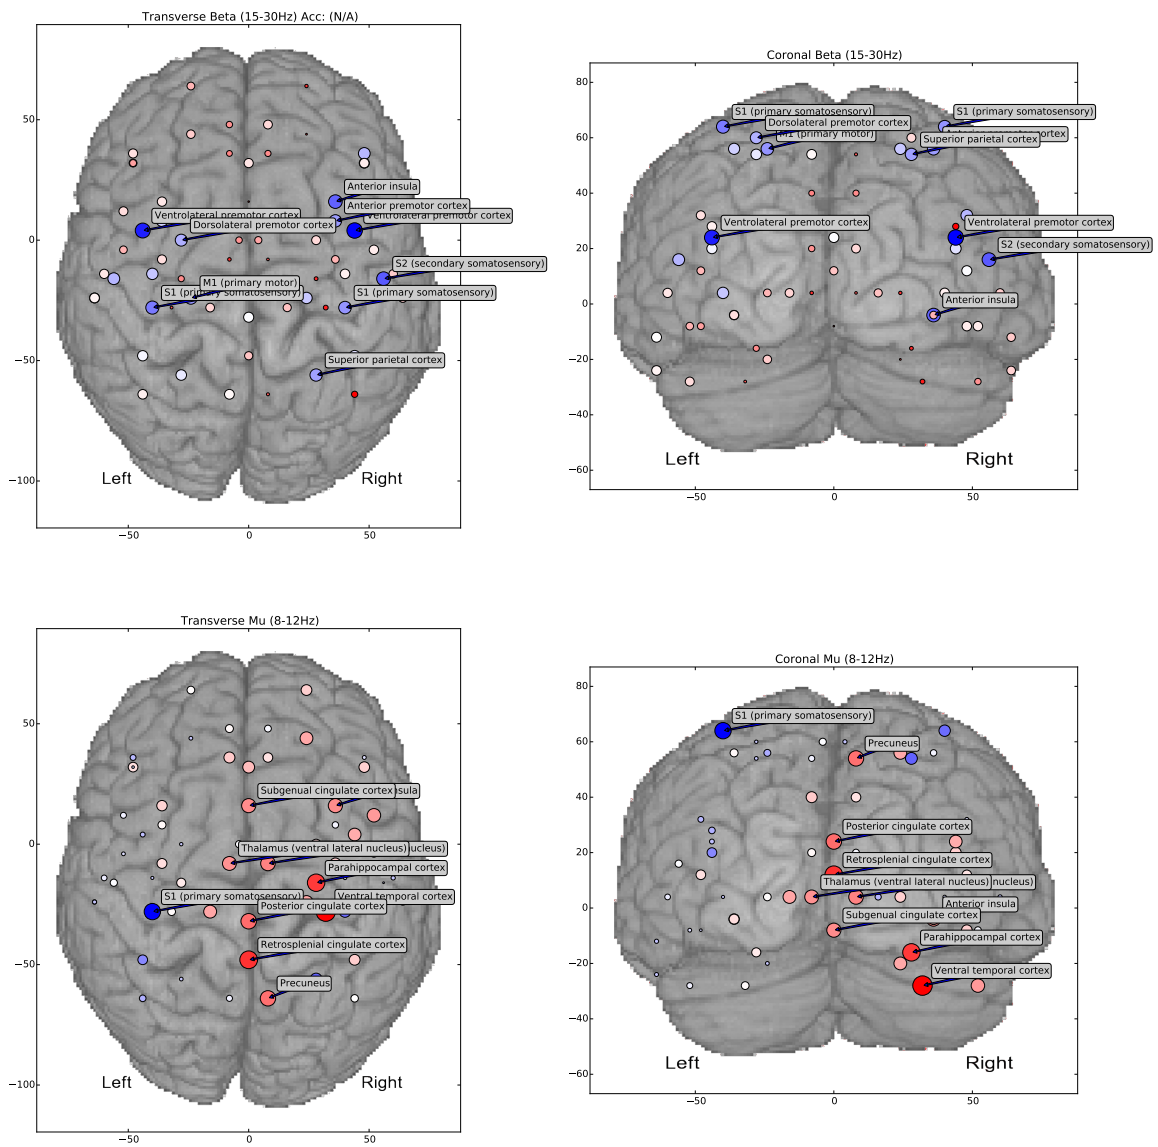 Transverse Beta (15-30Hz) Acc: (N/A)
50
0
−50
−100
−50
0
50
Anterior insula
Anterior premotor cortex
Ventrolateral premotor cortex
Ventrolateral premotor cortex
Dorsolateral premotor cortex
S2 (secondary somatosensory)
M1 (primary motor)
S1 (primary somatosensory)
S1 (primary somatosensory)
Superior parietal cortex
Left
Right
Coronal Beta (15-30Hz)
80
60
40
20
0
−20
−40
−60
−50
0
50
S1 (primary somatosensory)
S1 (primary somatosensory)
Dorsolateral premotor cortex
M1 (primary motor)
cortex
Superior parietal cortex
Ventrolateral premotor cortex
Ventrolateral premotor cortex
S2 (secondary somatosensory)
Anterior insula
Left
Right
Transverse Mu (8-12Hz)
50
0
−50
−100
−50
0
50
Subgenual cingulate cortex
sula
Thalamus (ventral lateral nucleus)
nucleus)
Parahippocampal cortex
S1 (primary somatosensory)
Ventral temporal cortex
Posterior cingulate cortex
Retrosplenial cingulate cortex
Precuneus
Left
Right
Coronal Mu (8-12Hz)
80
60
40
20
0
−20
−40
−60
−50
0
50
S1 (primary somatosensory)
Precuneus
Posterior cingulate cortex
Retrosplenial cingulate cortex
Thalamus (ventral lateral nucleus)
nucleus)
Anterior insula
Subgenual cingulate cortex
Parahippocampal cortex
Ventral temporal cortex
Left
Right